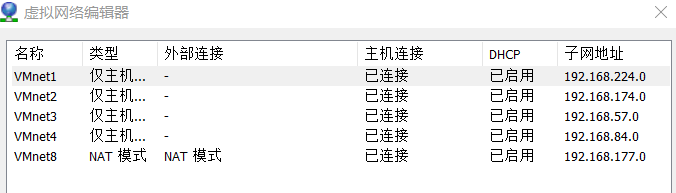 虚拟网络编辑器
名称 类型 外部连接 主机连接 DHCP 子网地址
VMnet1 仅主机... - 已连接 已启用 192.168.224.0
VMnet2 仅主机... - 已连接 已启用 192.168.174.0
VMnet3 仅主机... - 已连接 已启用 192.168.57.0
VMnet4 仅主机... - 已连接 已启用 192.168.84.0
VMnet8 NAT 模式 NAT 模式 已连接 已启用 192.168.177.0